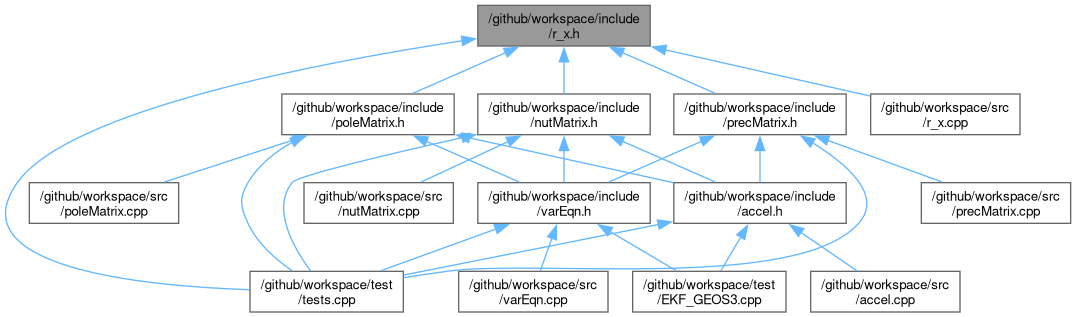 /github/workspace/include
/r_x.h
/github/workspace/include
/poleMatrix.h
/github/workspace/include
/nutMatrix.h
/github/workspace/include
/precMatrix.h
/github/workspace/src
/r_x.cpp
/github/workspace/src
/poleMatrix.cpp
/github/workspace/src
/nutMatrix.cpp
/github/workspace/include
/varEqn.h
/github/workspace/include
/accel.h
/github/workspace/src
/precMatrix.cpp
/github/workspace/test
/tests.cpp
/github/workspace/src
/varEqn.cpp
/github/workspace/test
/EKF_GEOS3.cpp
/github/workspace/src
/accel.cpp